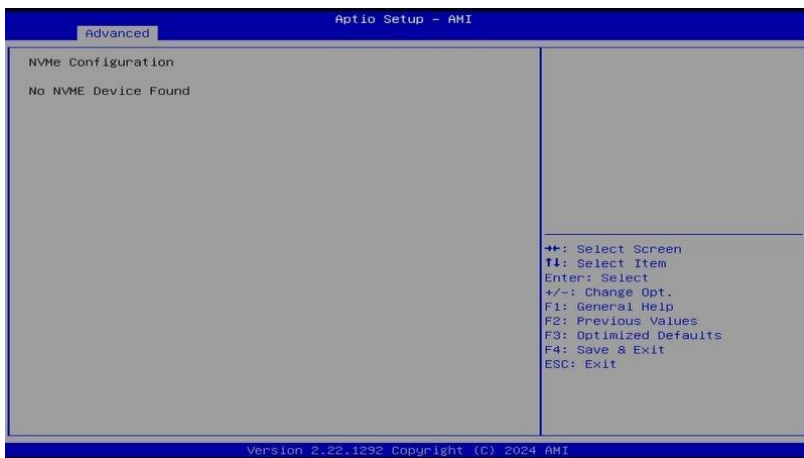 Aptio Setup - AMI
Advanced
NVMe Configuration
No NVME Device Found
→←: Select Screen
↑↓: Select Item
Enter: Select
+/-: Change Opt.
F1: General Help
F2: Previous Values
F3: Optimized Defaults
F4: Save & Exit
ESC: Exit
Version 2.22.1292 Copyright (C) 2024 AMI